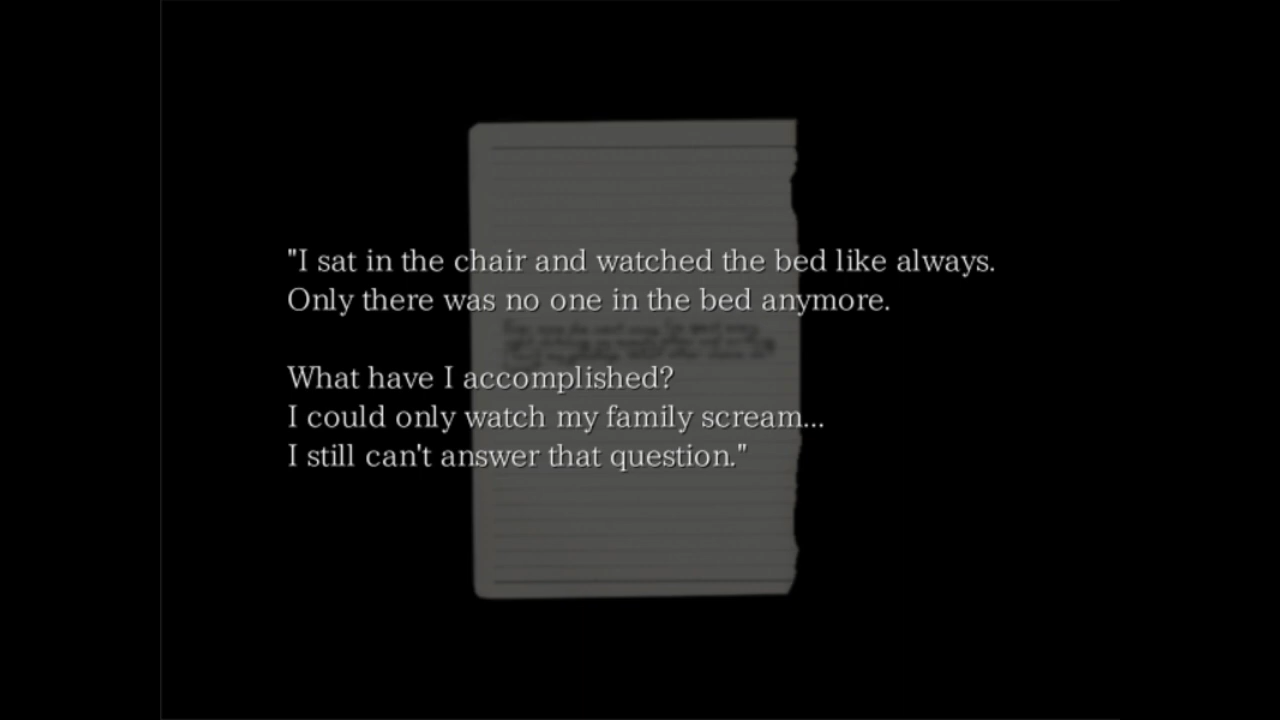 "I sat in the chair and watched the bed like always.
Only there was no one in the bed anymore.
What have I accomplished?
I could only watch my family scream...
I still can't answer that question."